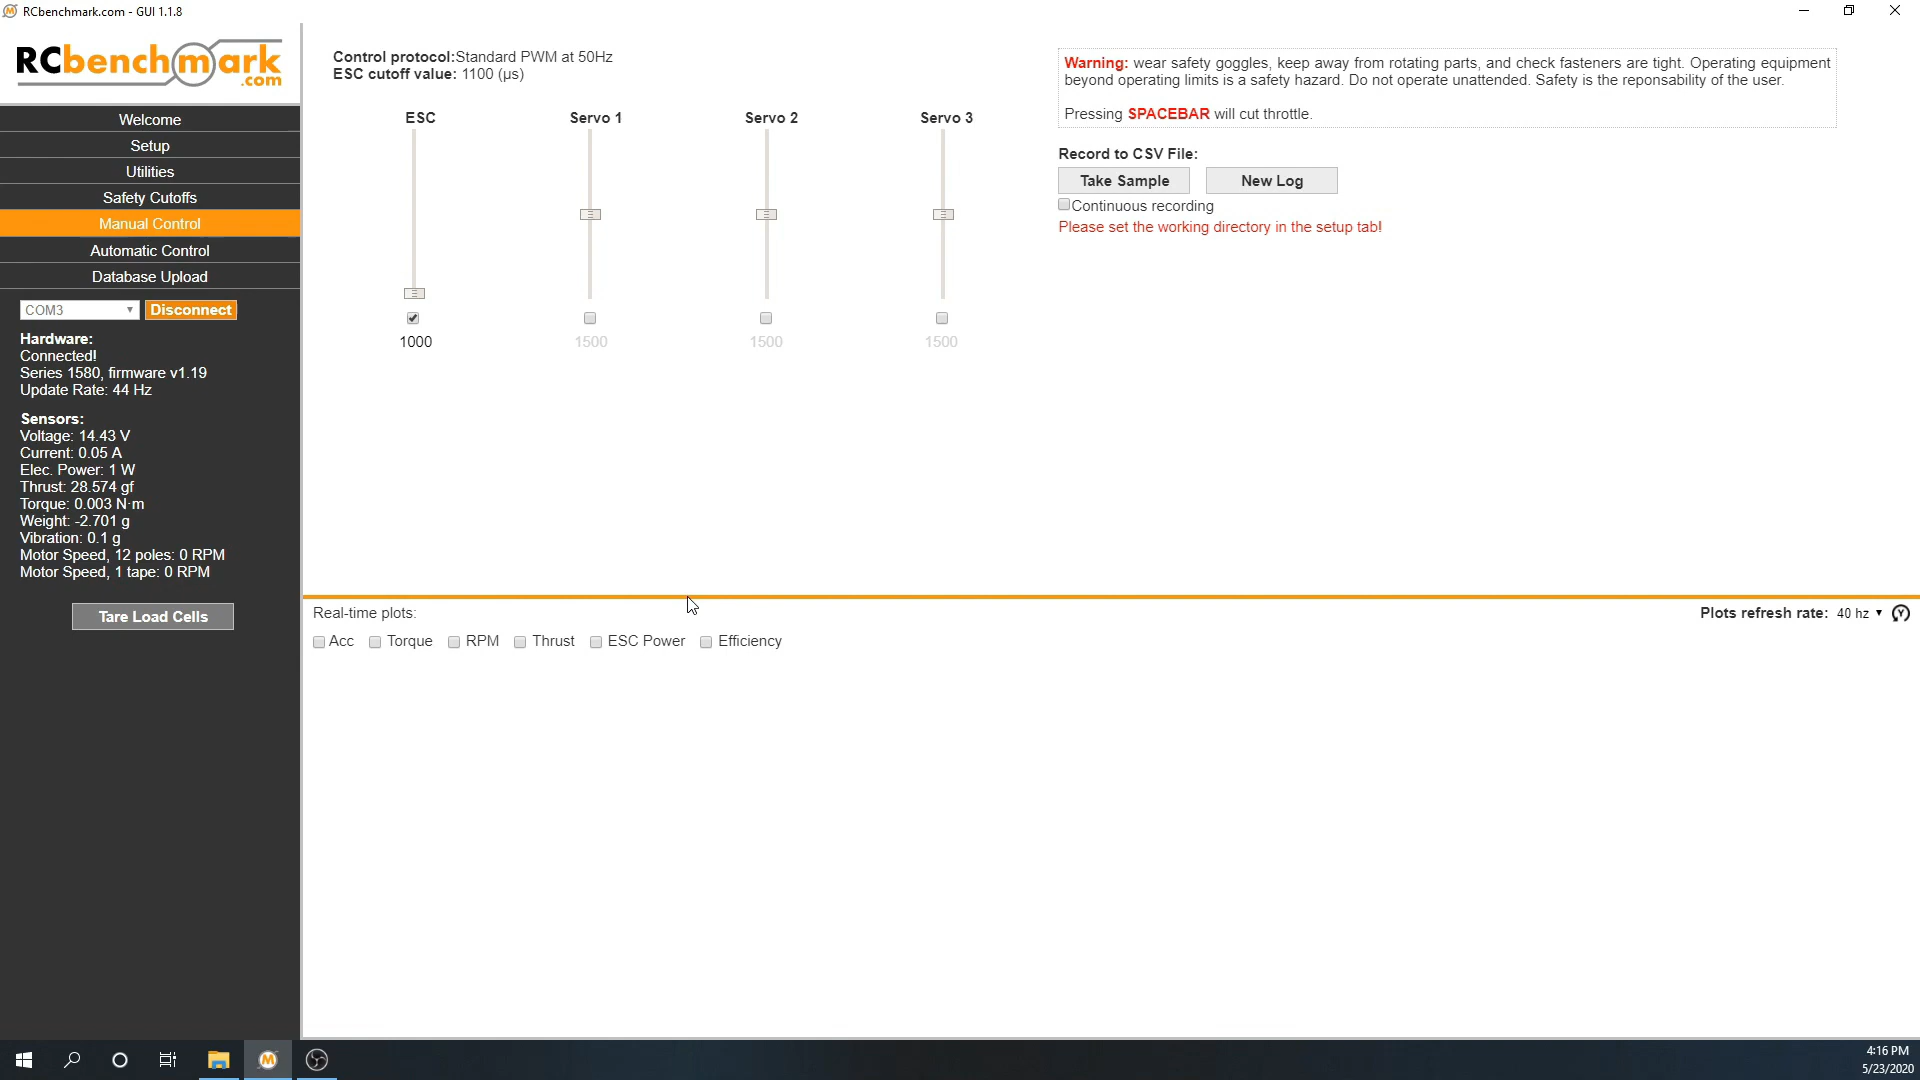 RCbenchmark.com - GUI 1.1.8
RCbenchmark
.com
Welcome
Setup
Utilities
Safety Cutoffs
Manual Control
Automatic Control
Database Upload
COM3
Disconnect
Hardware:
Connected!
Series 1580, firmware v1.19
Update Rate: 44 Hz
Sensors:
Voltage: 14.43 V
Current: 0.05 A
Elec. Power: 1 W
Thrust: 28.574 gf
Torque: 0.003 N·m
Weight: -2.701 g
Vibration: 0.1 g
Motor Speed, 12 poles: 0 RPM
Motor Speed, 1 tape: 0 RPM
Tare Load Cells
Control protocol:Standard PWM at 50Hz
ESC cutoff value: 1100 (µs)
ESC
Servo 1
Servo 2
Servo 3
1000
1500
1500
1500
Warning: wear safety goggles, keep away from rotating parts, and check fasteners are tight. Operating equipment
beyond operating limits is a safety hazard. Do not operate unattended. Safety is the reponsability of the user.
Pressing SPACEBAR will cut throttle.
Record to CSV File:
Take Sample
New Log
Continuous recording
Please set the working directory in the setup tab!
Real-time plots:
Plots refresh rate: 40 hz
Acc
Torque
RPM
Thrust
ESC Power
Efficiency
4:16 PM
5/23/2020